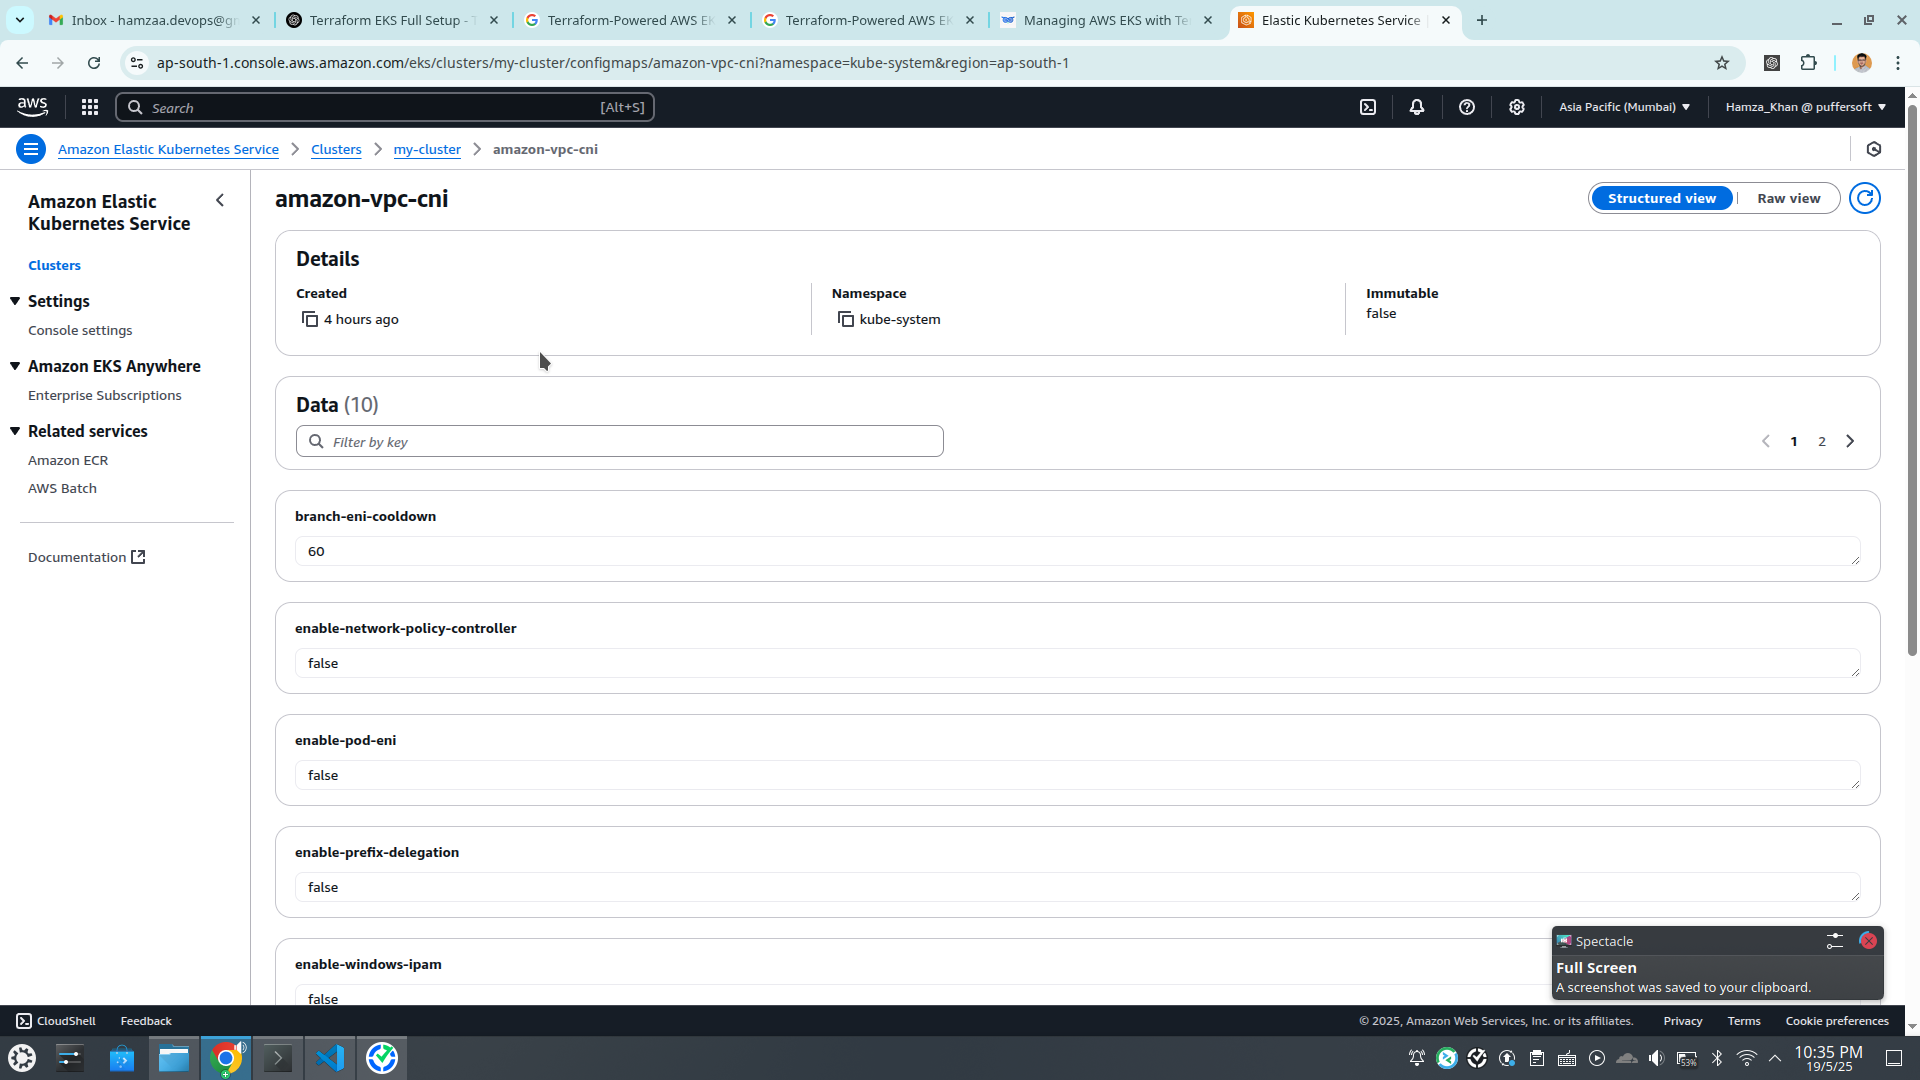 Inbox - hamzaa.devops@gn
Terraform EKS Full Setup - T
Terraform-Powered AWS EK
Terraform-Powered AWS EK
Managing AWS EKS with Te
Elastic Kubernetes Service
ap-south-1.console.aws.amazon.com/eks/clusters/my-cluster/configmaps/amazon-vpc-cni?namespace=kube-system&region=ap-south-1
aws
Search
[Alt+S]
Asia Pacific (Mumbai)
Hamza_Khan @ puffersoft
Amazon Elastic Kubernetes Service
Clusters
my-cluster
amazon-vpc-cni
Amazon Elastic
Kubernetes Service
Clusters
Settings
Console settings
Amazon EKS Anywhere
Enterprise Subscriptions
Related services
Amazon ECR
AWS Batch
Documentation
amazon-vpc-cni
Structured view
Raw view
Details
Created
4 hours ago
Namespace
kube-system
Immutable
false
Data (10)
Filter by key
1
2
branch-eni-cooldown
60
enable-network-policy-controller
false
enable-pod-eni
false
enable-prefix-delegation
false
enable-windows-ipam
false
Spectacle
Full Screen
A screenshot was saved to your clipboard.
CloudShell
Feedback
© 2025, Amazon Web Services, Inc. or its affiliates.
Privacy
Terms
Cookie preferences
53%
10:35 PM
19/5/25